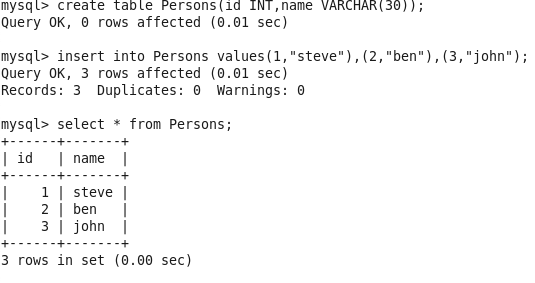 mysql> create table Persons(id INT,name VARCHAR(30));
Query OK, 0 rows affected (0.01 sec)
mysql> insert into Persons values(1,"steve"),(2,"ben"),(3,"john");
Query OK, 3 rows affected (0.01 sec)
Records: 3  Duplicates: 0  Warnings: 0
mysql> select * from Persons;
+------+-------+
| id   | name  |
+------+-------+
|    1 | steve |
|    2 | ben   |
|    3 | john  |
+------+-------+
3 rows in set (0.00 sec)